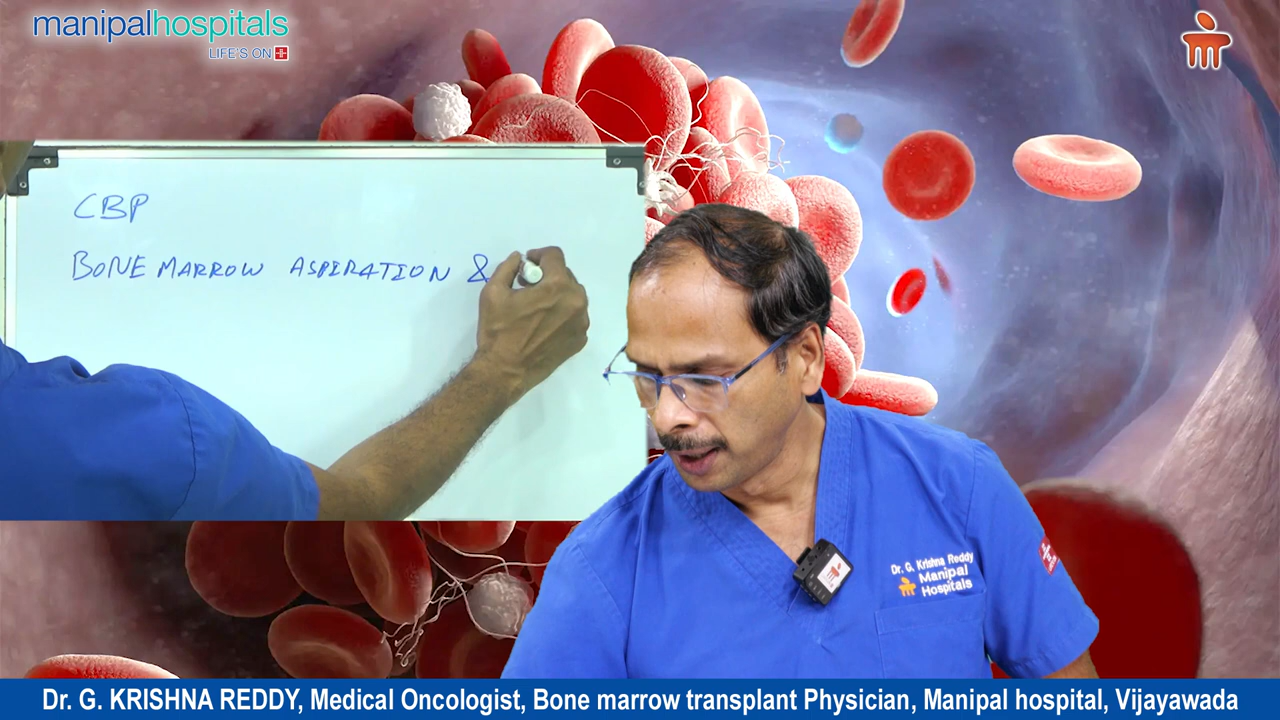 manipalhospitals
LIFE'S ON
CBP
BONE MARROW ASPIRATION &
Dr. G. Krishna Reddy
Manipal
Hospitals
Dr. G. KRISHNA REDDY, Medical Oncologist, Bone marrow transplant Physician, Manipal hospital, Vijayawada